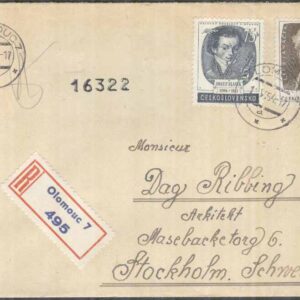 16322
ČESKOSLOVENSKO
R
Olomouc 7
495
Monsieur
Dag Ribbing
Arkitekt
Masebacketorg 6.
Stockholm.